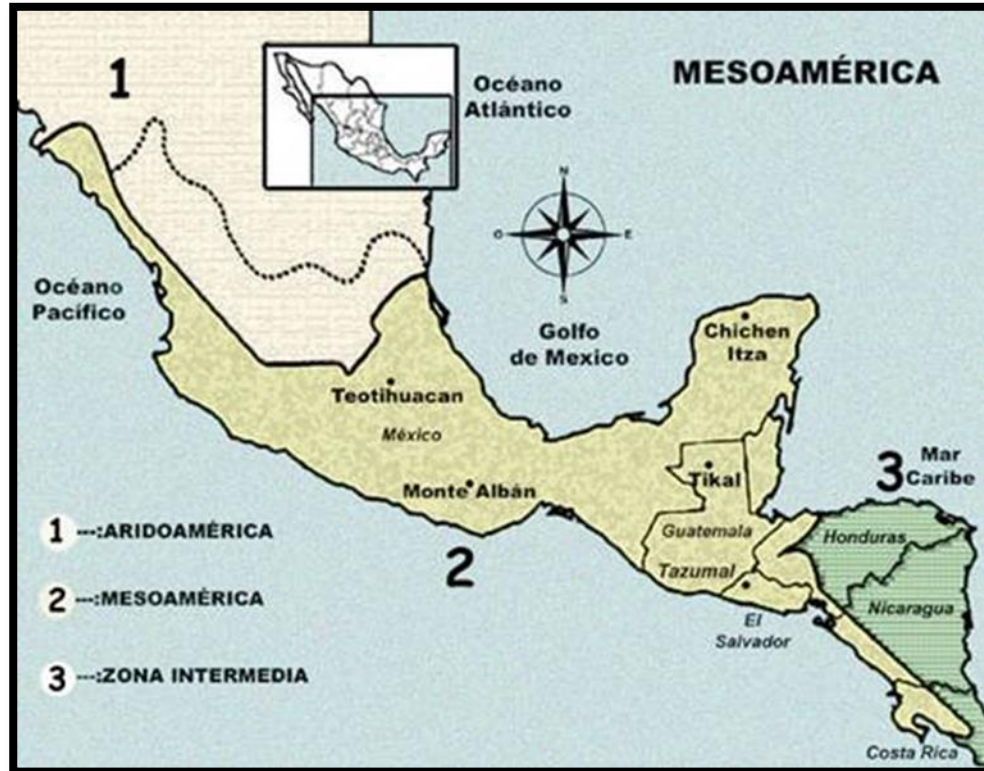 MESOAMÉRICA
1
Océano
Atlántico
N
O
E
S
Océano
Pacífico
Golfo
de Mexico
Chichen
Itza
Teotihuacan
México
Monte Albán
Tikal
3
Mar
Caribe
Guatemala
Honduras
Tazumal
Nicaragua
2
El
Salvador
Costa Rica
1 ---:ARIDOAMÉRICA
2 ---:MESOAMÉRICA
3 ---:ZONA INTERMEDIA